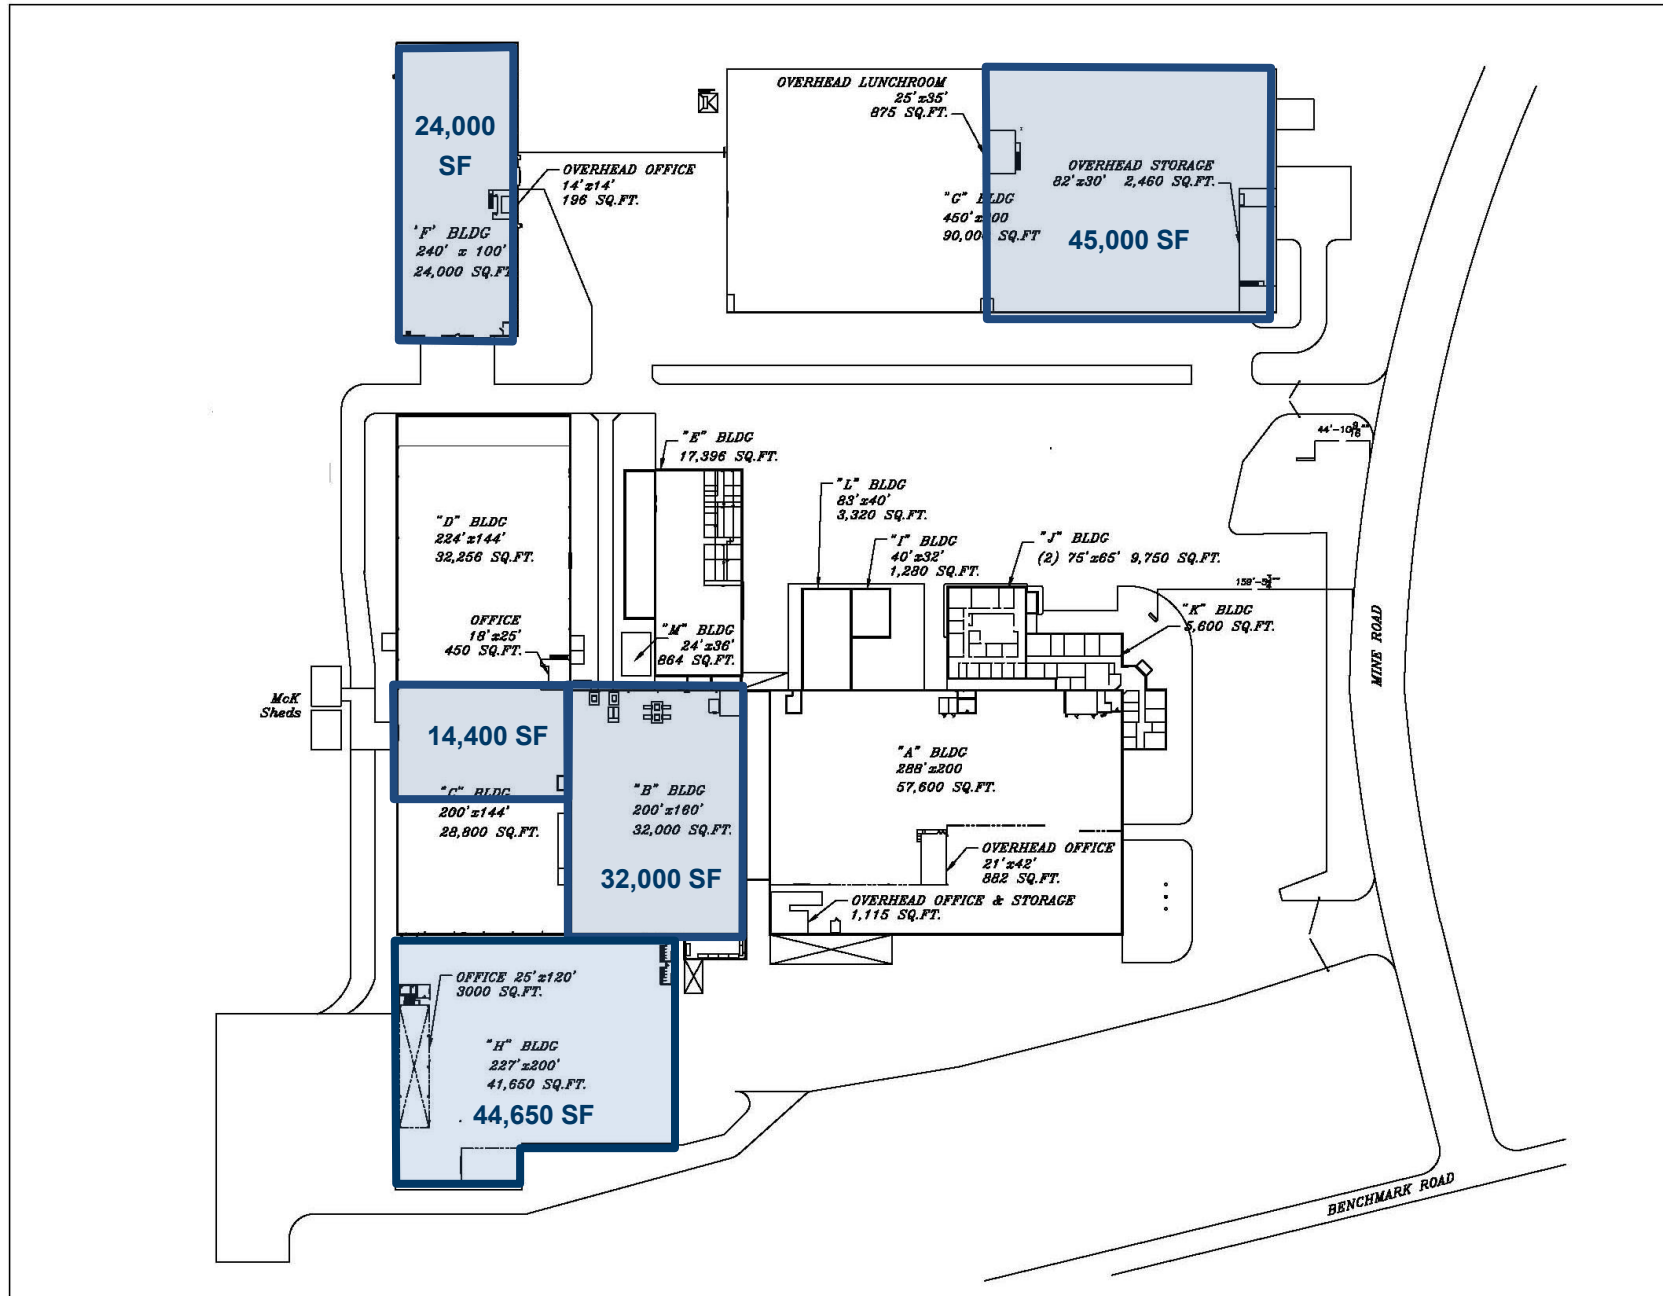 24,000
SF
OVERHEAD OFFICE
14'x14'
196 SQ.FT.
'F' BLDG
240' x 100'
24,000 SQ.FT
OVERHEAD LUNCHROOM
25'x35'
875 SQ.FT.
OVERHEAD STORAGE
82'x30' 2,460 SQ.FT.
"G" BLDG
450'x200
90,000 SQ.FT
45,000 SF
"E" BLDG
17,396 SQ.FT.
"D" BLDG
224'x144'
32,256 SQ.FT.
OFFICE
18'x25'
450 SQ.FT.
"M" BLDG
24'x36'
864 SQ.FT.
"L" BLDG
83'x40'
3,320 SQ.FT.
"I" BLDG
40'x32'
1,280 SQ.FT.
"J" BLDG
(2) 75'x65' 9,750 SQ.FT.
"K" BLDG
5,600 SQ.FT.
MINE ROAD
McK
Sheds
14,400 SF
"C" BLDG
200'x144'
28,800 SQ.FT.
"B" BLDG
200'x160'
32,000 SQ.FT.
32,000 SF
"A" BLDG
288'x200
57,600 SQ.FT.
OVERHEAD OFFICE
21'x42'
882 SQ.FT.
OVERHEAD OFFICE & STORAGE
1,115 SQ.FT.
OFFICE 25'x120'
3000 SQ.FT.
"H" BLDG
227'x200'
41,650 SQ.FT.
44,650 SF
BENCHMARK ROAD